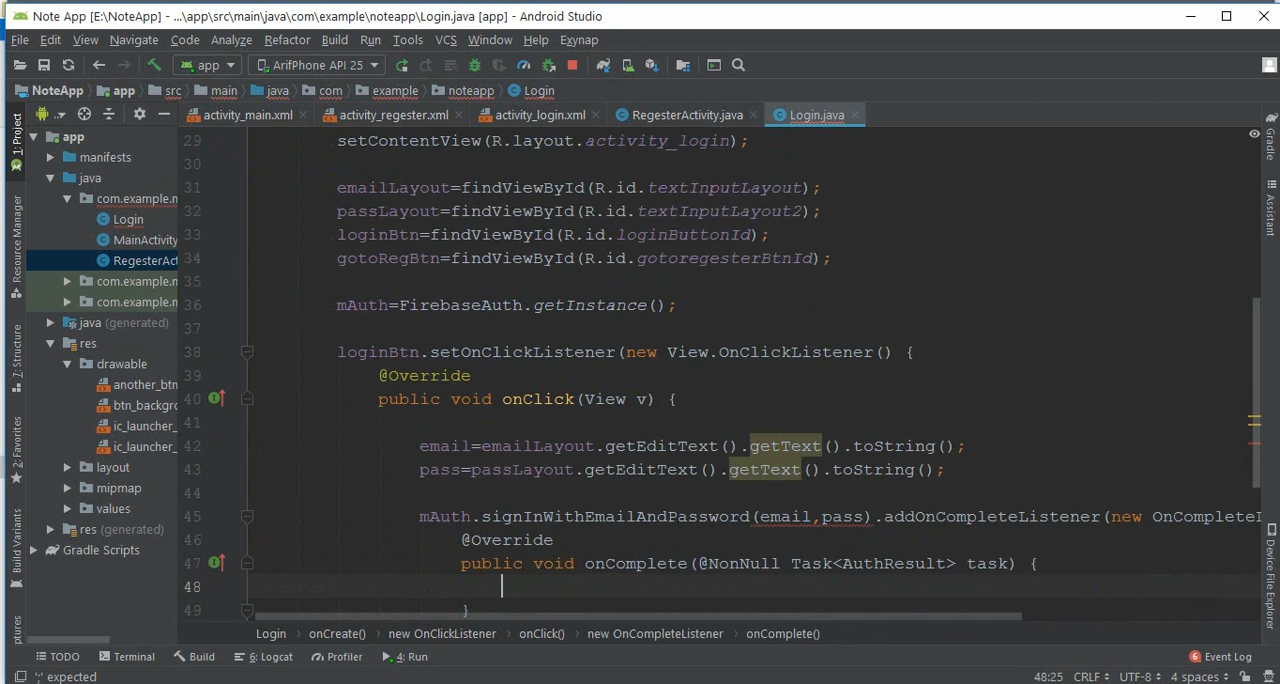 Note App [E:\NoteApp] - ...\app\src\main\java\com\example\noteapp\Login.java [app] - Android Studio
File Edit View Navigate Code Analyze Refactor Build Run Tools VCS Window Help Exynap
app ArifPhone API 25
NoteApp app src main java com example noteapp Login
activity_main.xml activity_regester.xml activity_login.xml RegesterActivity.java Login.java
1: Project
Resource Manager
7: Structure
2: Favorites
Build Variants
ptures
app
manifests
java
com.example.n
Login
MainActivity
RegesterAct
com.example.n
com.example.n
java (generated)
res
drawable
another_btn
btn_backgro
ic_launcher_
ic_launcher_
layout
mipmap
values
res (generated)
Gradle Scripts
29 setContentView(R.layout.activity_login);
30
31 emailLayout=findViewById(R.id.textInputLayout);
32 passLayout=findViewById(R.id.textInputLayout2);
33 loginBtn=findViewById(R.id.loginButtonId);
34 gotoRegBtn=findViewById(R.id.gotoregesterBtnId);
35
36 mAuth=FirebaseAuth.getInstance();
37
38 loginBtn.setOnClickListener(new View.OnClickListener() {
39 @Override
40 public void onClick(View v) {
41
42 email=emailLayout.getEditText().getText().toString();
43 pass=passLayout.getEditText().getText().toString();
44
45 mAuth.signInWithEmailAndPassword(email,pass).addOnCompleteListener(new OnCompleteL
46 @Override
47 public void onComplete(@NonNull Task<AuthResult> task) {
48
49 }
Gradle
Assistant
Device File Explorer
Login onCreate() new OnClickListener onClick() new OnCompleteListener onComplete()
TODO Terminal Build 6: Logcat Profiler 4: Run 6 Event Log
';' expected 48:25 CRLF UTF-8 4 spaces